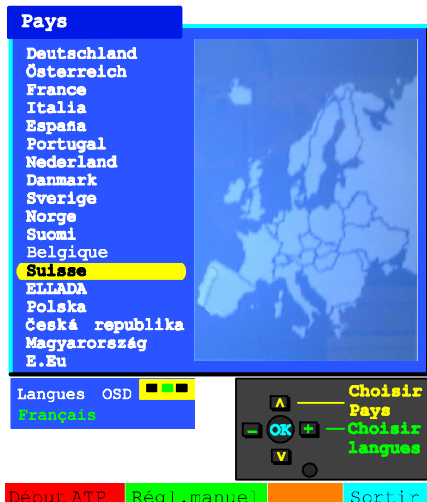 Pays
Deutschland
Österreich
France
Italia
España
Portugal
Nederland
Danmark
Sverige
Norge
Suomi
Belgique
Suisse
ELLADA
Polska
Česká republika
Magyarország
E.Eu
Langues OSD
Français
Choisir
Pays
OK
Choisir
langues
Début ATP Régl.manuel Sortir